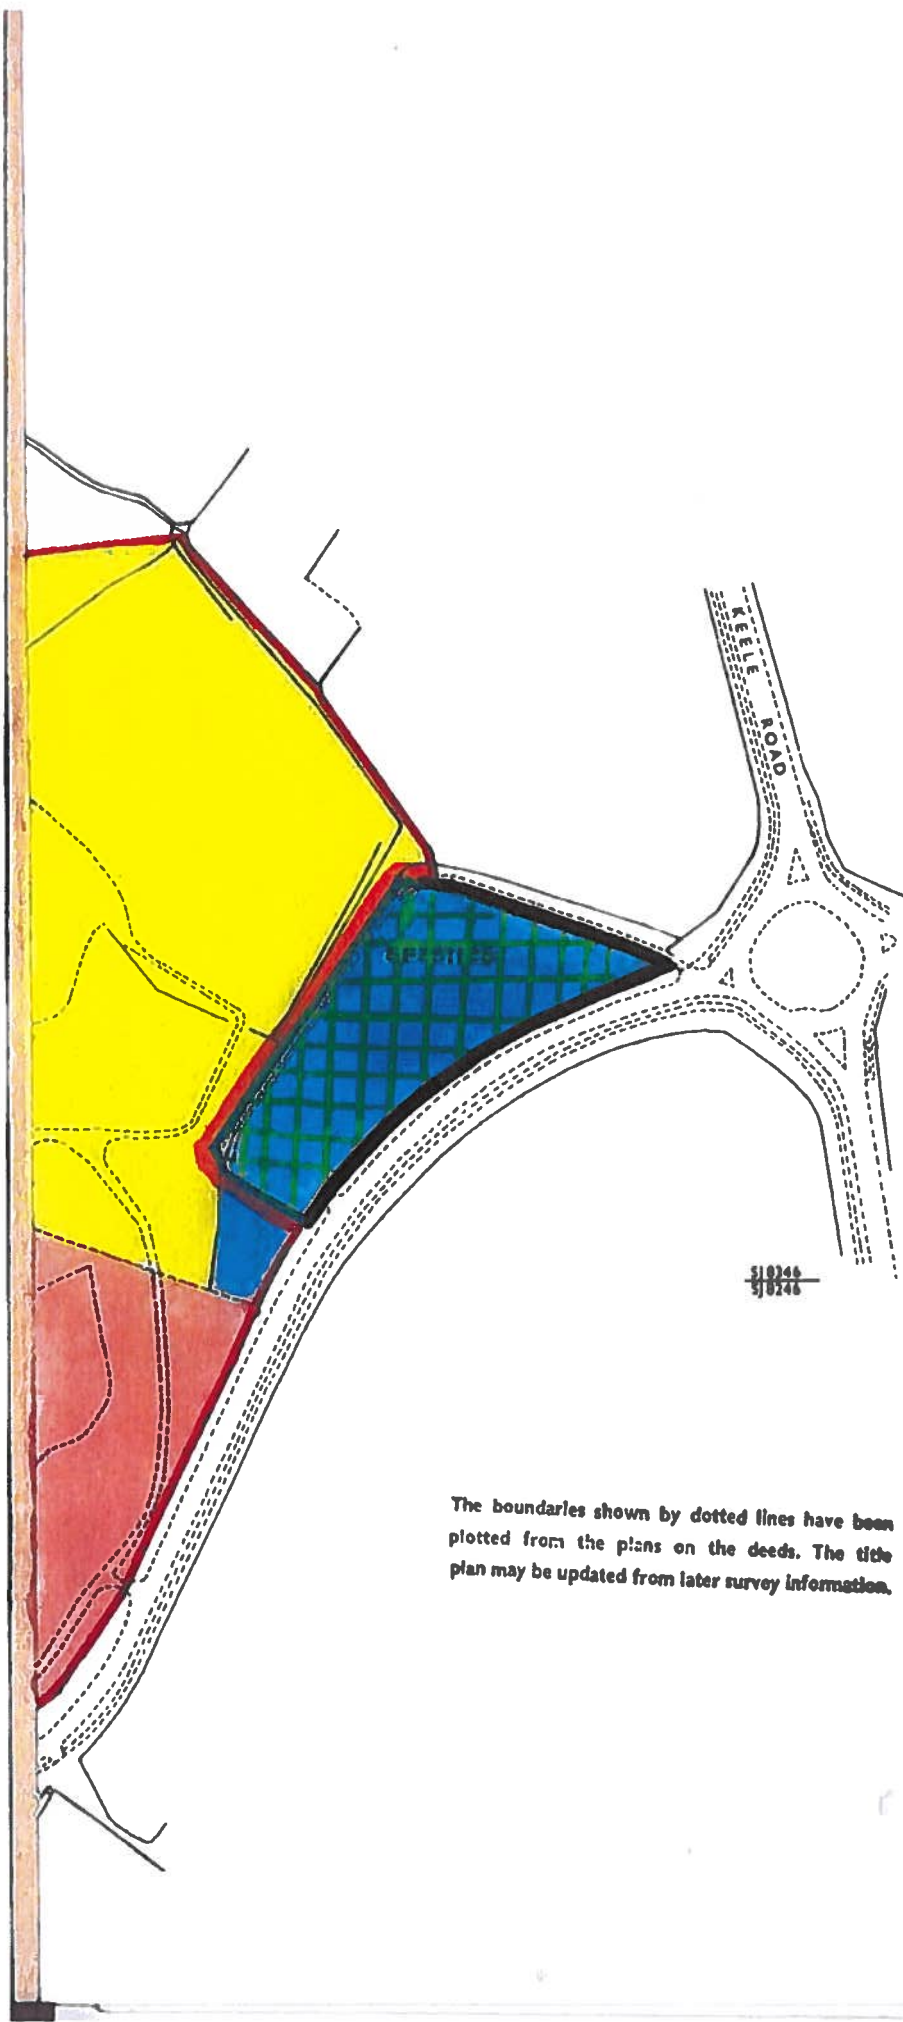 KEELE ROAD
SJ8346
SJ8246
The boundaries shown by dotted lines have been
plotted from the plans on the deeds. The title
plan may be updated from later survey information.